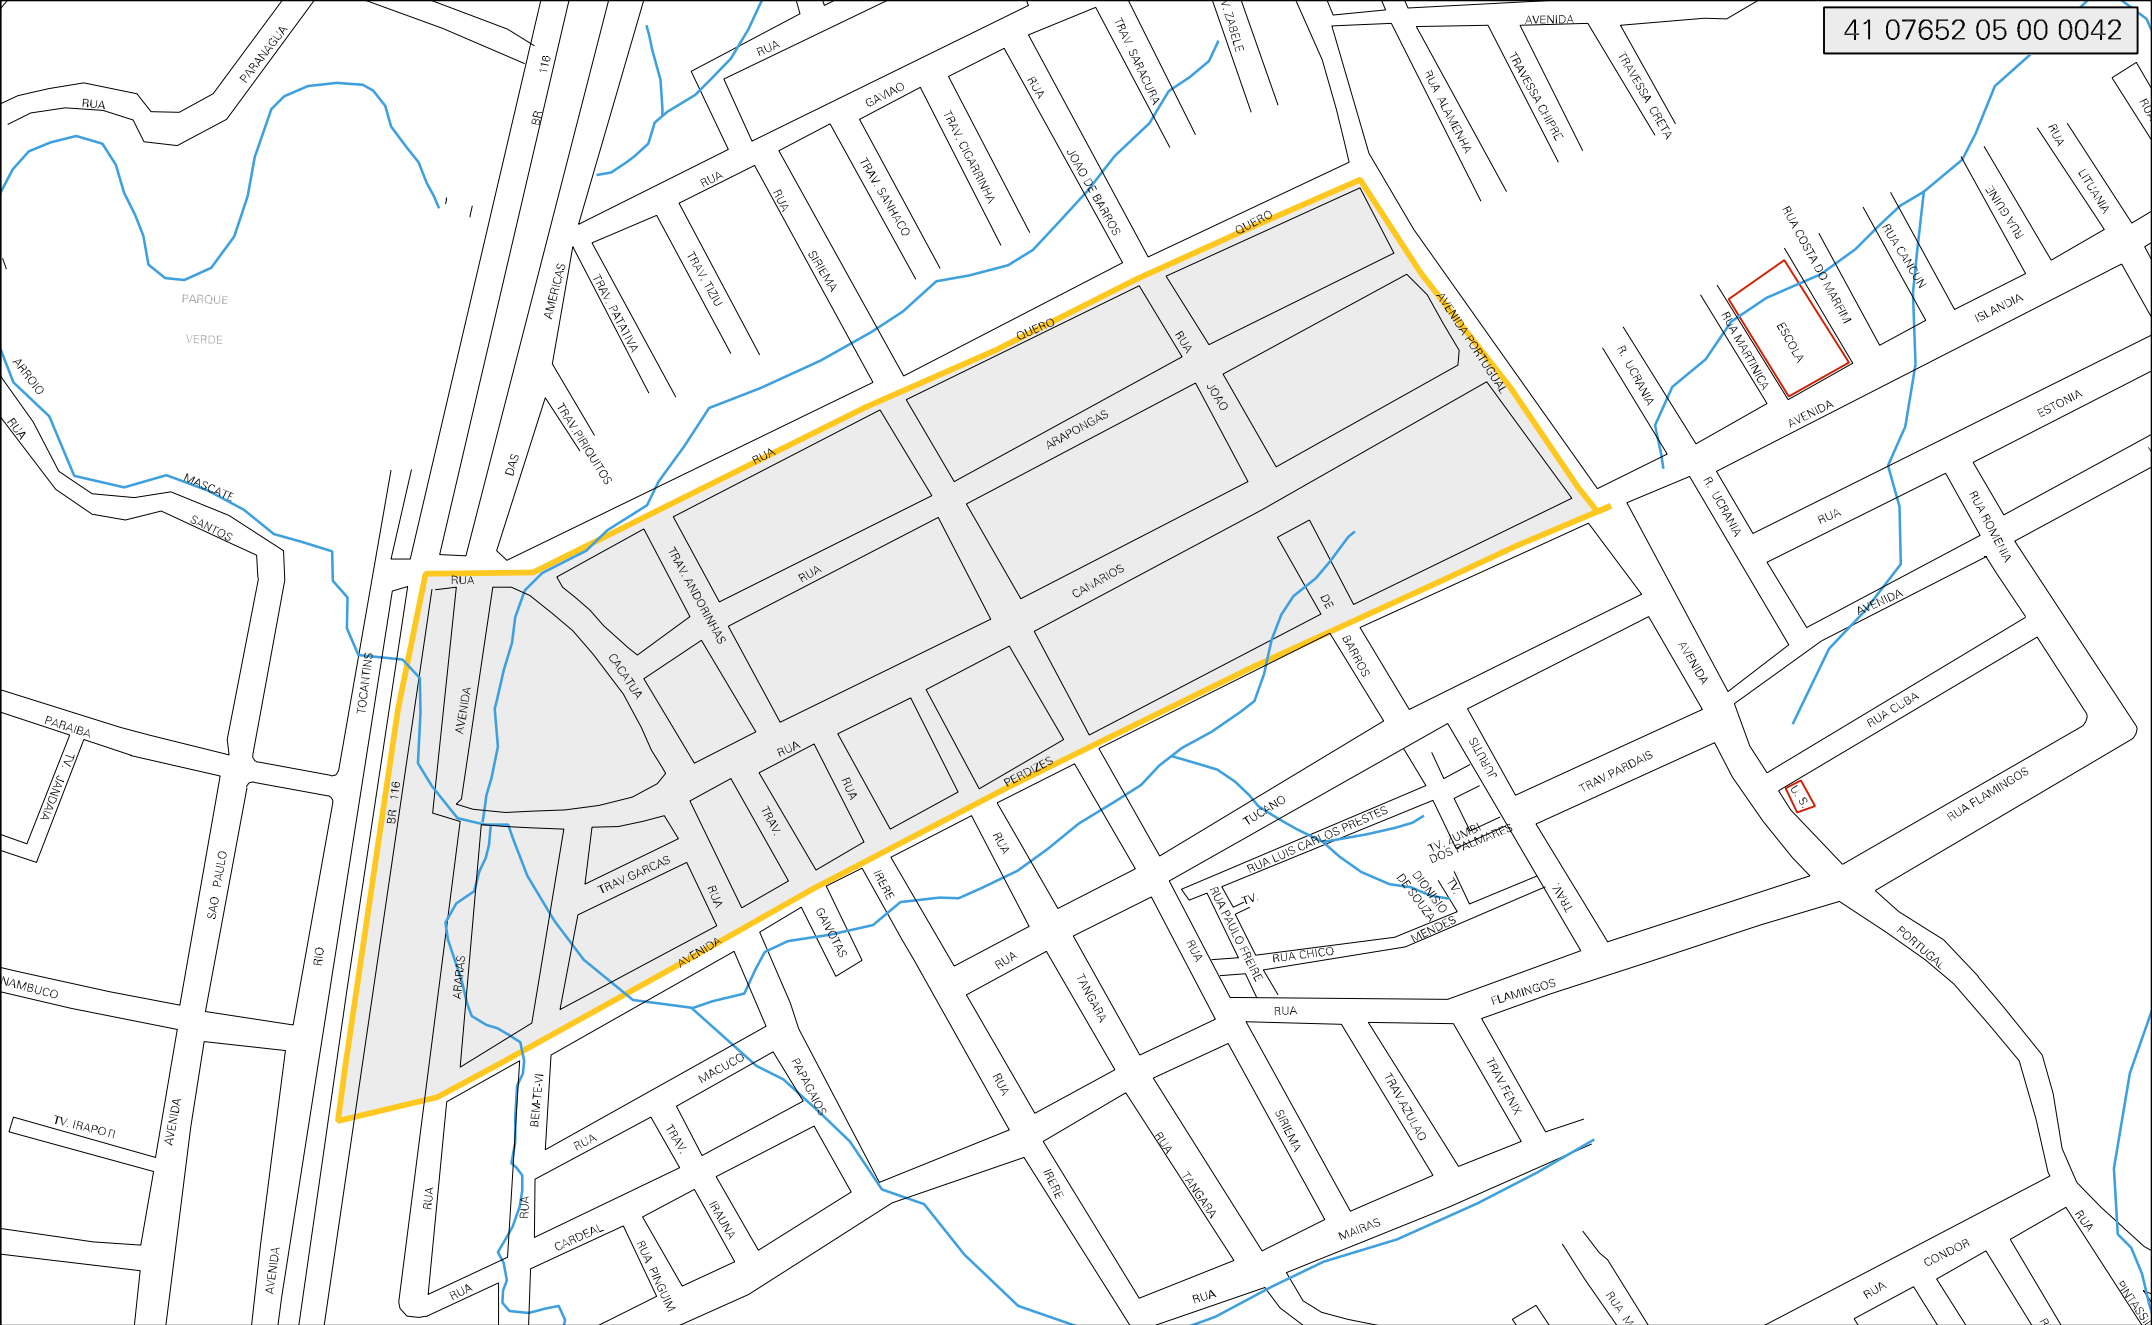 41 07652 05 00 0042
RUA
PARANAGUA
BR 116
RUA
GAVIAO
RUA
JOAO DE BARROS
TRAV. SARACURA
V. ZABELE
AVENIDA
RUA ALAMENHA
TRAVESSA CHIPRE
TRAVESSA CRETA
RUA
LITUANIA
RUA
RUA GUINE
RUA CANCUN
RUA COSTA DO MARFIM
TRAV. CIGARRINHA
TRAV. SANHACO
RUA
RUA
SIRIEMA
TRAV. TIZIU
TRAV. PATATIVA
AMERICAS
DAS
TRAV.PIRIQUITOS
PARQUE
VERDE
ARROIO
RUA
MASCATE
SANTOS
QUERO
QUERO
RUA
RUA
AVENIDA PORTUGUAL
RUA
JOAO
DE
BARROS
ARAPONGAS
RUA
CANARIOS
RUA
TRAV. ANDORINHAS
CACATUA
AVENIDA
ARARAS
ESCOLA
RUA MARTINICA
R. UCRANIA
ISLANDIA
AVENIDA
ESTONIA
RUA
R. UCRANIA
RUA ROMENIA
AVENIDA
AVENIDA
RUA CUBA
U. S.
RUA FLAMINGOS
TOCANTINS
RIO
AVENIDA
PARAIBA
TV. JANDAIA
SAO PAULO
AVENIDA
NAMBUCO
TV. IRAPOTI
BR 116
TRAV.
RUA
TRAV.GARCAS
RUA
PERDIZES
AVENIDA
GAIVOTAS
IRERE
RUA
RUA
RUA
IRERE
TUCANO
RUA
JURUTIS
TRAV.
TRAV.PARDAIS
RUA LUIS CARLOS PRESTES
TV. ZUMBI
DOS PALMARES
TV.
DIONISIO
DE SOUZA
MENDES
RUA CHICO
TV.
RUA PAULO FREIRE
RUA
FLAMINGOS
PORTUGAL
TANGARA
RUA
TANGARA
SIRIEMA
TRAV.AZULAO
TRAV.FENIX
MAIRAS
RUA
BEM-TE-VI
RUA
RUA
RUA
MACUCO
RUA
PAPAGAIOS
TRAV.
IRAUNA
CARDEAL
RUA
RUA PINGUIM
RUA M
CONDOR
RUA
RUA
PINTASSI
R